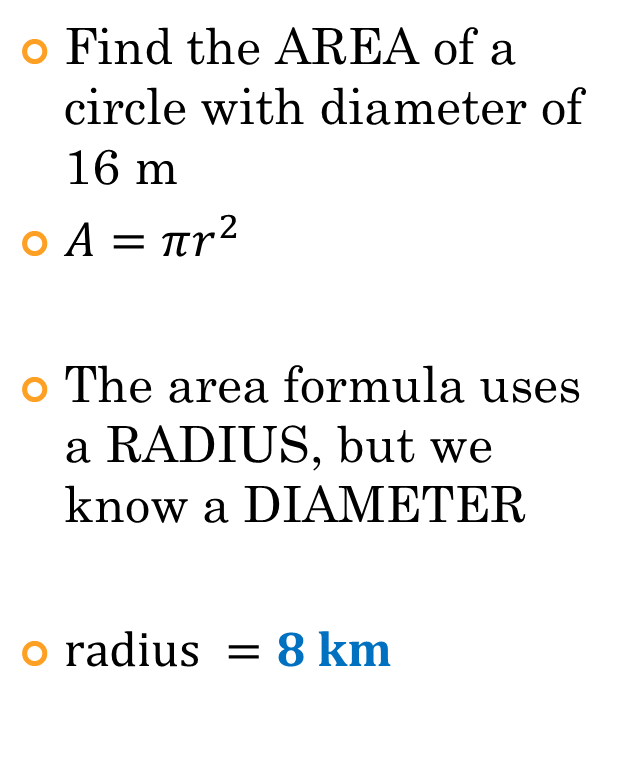 Find the AREA of a
circle with diameter of
16 m
A = πr²
The area formula uses
a RADIUS, but we
know a DIAMETER
radius = 8 km